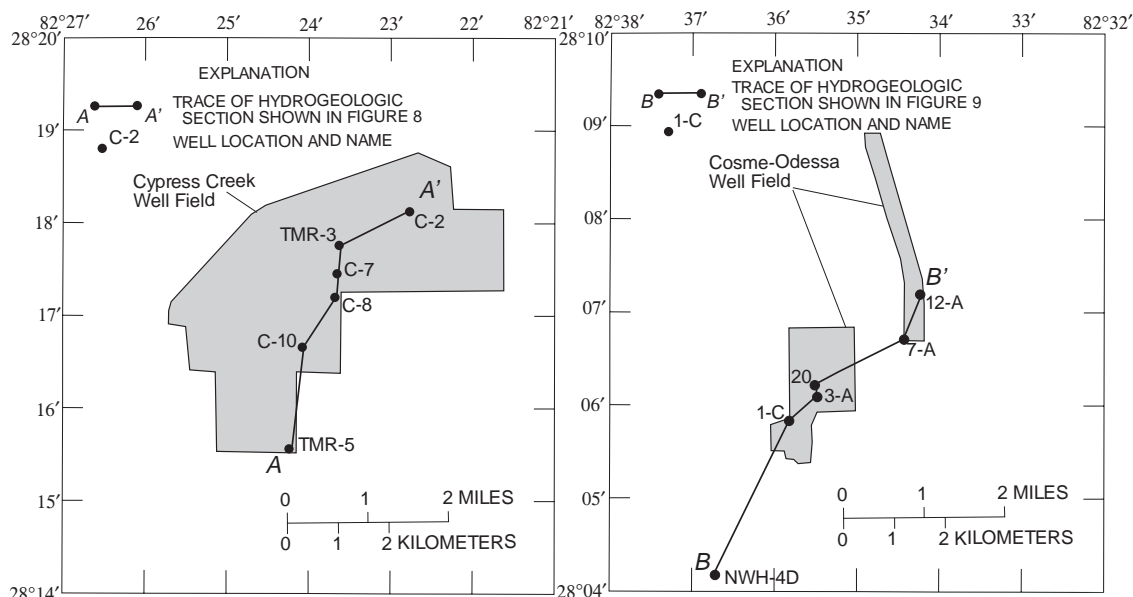 82°27′ 26 25 24 23 22 82°21′
28°20′
19′
18′
17′
16′
15′
28°14′
EXPLANATION
A A’ TRACE OF HYDROGEOLOGIC
SECTION SHOWN IN FIGURE 8
C-2 WELL LOCATION AND NAME
Cypress Creek
Well Field
A’
C-2
TMR-3
C-7
C-8
C-10
TMR-5
A
0 1 2 MILES
0 1 2 KILOMETERS
82°38′ 37′ 36′ 35′ 34′ 33′ 82°32′
28°10′
09′
08′
07′
06′
05′
28°04′
EXPLANATION
B B’ TRACE OF HYDROGEOLOGIC
SECTION SHOWN IN FIGURE 9
1-C WELL LOCATION AND NAME
Cosme-Odessa
Well Field
B’
12-A
7-A
20
3-A
1-C
B
NWH-4D
0 1 2 MILES
0 1 2 KILOMETERS